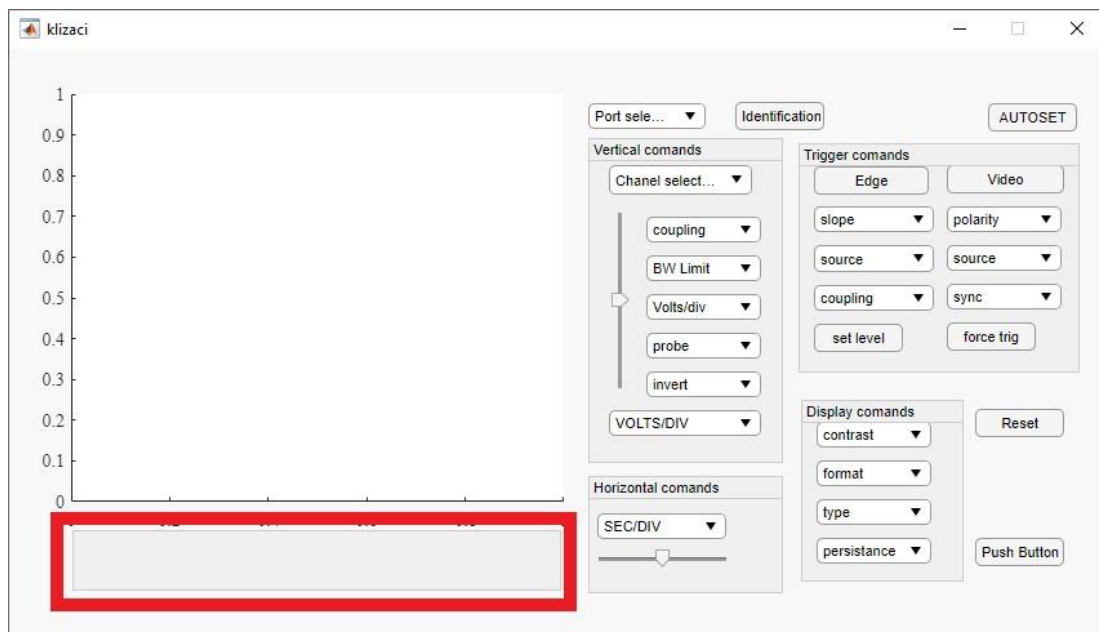 klizaci
1
0.9
0.8
0.7
0.6
0.5
0.4
0.3
0.2
0.1
0
Port sele...
Identification
AUTOSET
Vertical comands
Chanel select...
coupling
BW Limit
Volts/div
probe
invert
VOLTS/DIV
Horizontal comands
SEC/DIV
Trigger comands
Edge
Video
slope
polarity
source
source
coupling
sync
set level
force trig
Display comands
contrast
format
type
persistance
Reset
Push Button